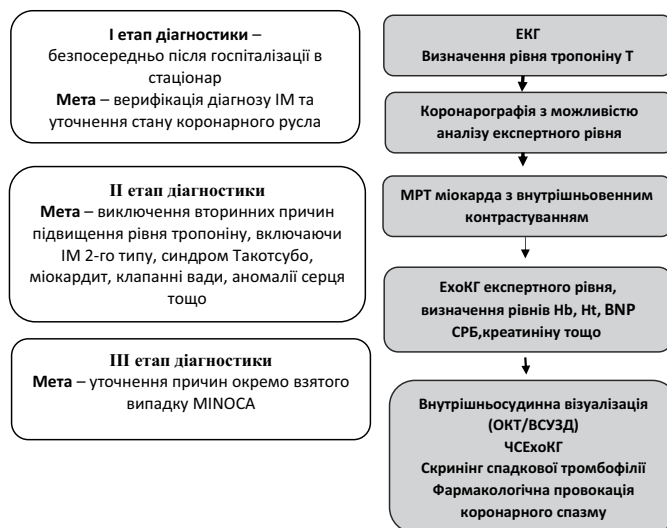 І етап діагностики –
безпосередньо після госпіталізації в
стаціонар
Мета – верифікація діагнозу ІМ та
уточнення стану коронарного русла
ІІ етап діагностики
Мета – виключення вторинних причин
підвищення рівня тропоніну, включаючи
ІМ 2-го типу, синдром Такотсубо,
міокардит, клапанні вади, аномалії серця
тощо
ІІІ етап діагностики
Мета – уточнення причин окремо взятого
випадку MINOCA
ЕКГ
Визначення рівня тропоніну Т
Коронарографія з можливістю
аналізу експертного рівня
МРТ міокарда з внутрішньовенним
контрастуванням
ЕхоКГ експертного рівня,
визначення рівнів Hb, Ht, BNP
СРБ,креатиніну тощо
Внутрішньосудинна візуалізація
(ОКТ/ВСУЗД)
ЧСЕхоКГ
Скринінг спадкової тромбофілії
Фармакологічна провокація
коронарного спазму